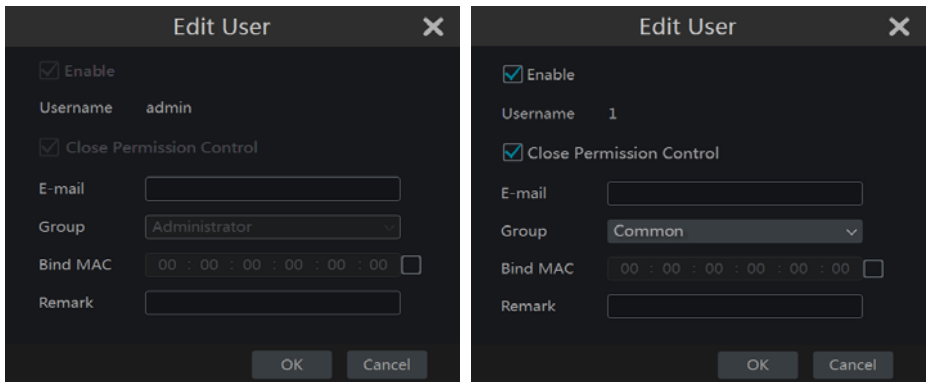 Edit User
Enable
Username admin
Close Permission Control
E-mail
Group Administrator
Bind MAC 00 : 00 : 00 : 00 : 00 : 00
Remark
OK Cancel
Edit User
Enable
Username 1
Close Permission Control
E-mail
Group Common
Bind MAC 00 : 00 : 00 : 00 : 00 : 00
Remark
OK Cancel